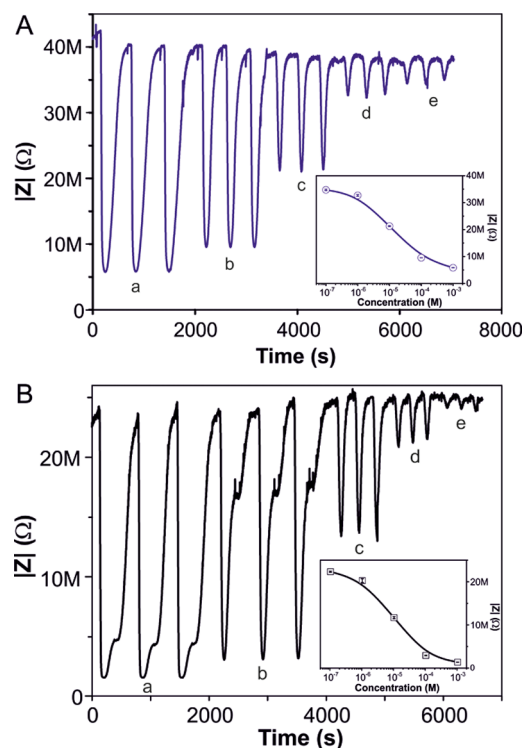 A
40M
30M
20M
10M
0
|Z| (Ω)
0 2000 4000 6000 8000
Time (s)
a
b
c
d
e
40M
30M
20M
10M
0
|Z| (Ω)
10⁻⁷ 10⁻⁶ 10⁻⁵ 10⁻⁴ 10⁻³
Concentration (M)
B
20M
10M
0
|Z| (Ω)
0 2000 4000 6000
Time (s)
a
b
c
d
e
20M
10M
0
|Z| (Ω)
10⁻⁷ 10⁻⁶ 10⁻⁵ 10⁻⁴ 10⁻³
Concentration (M)